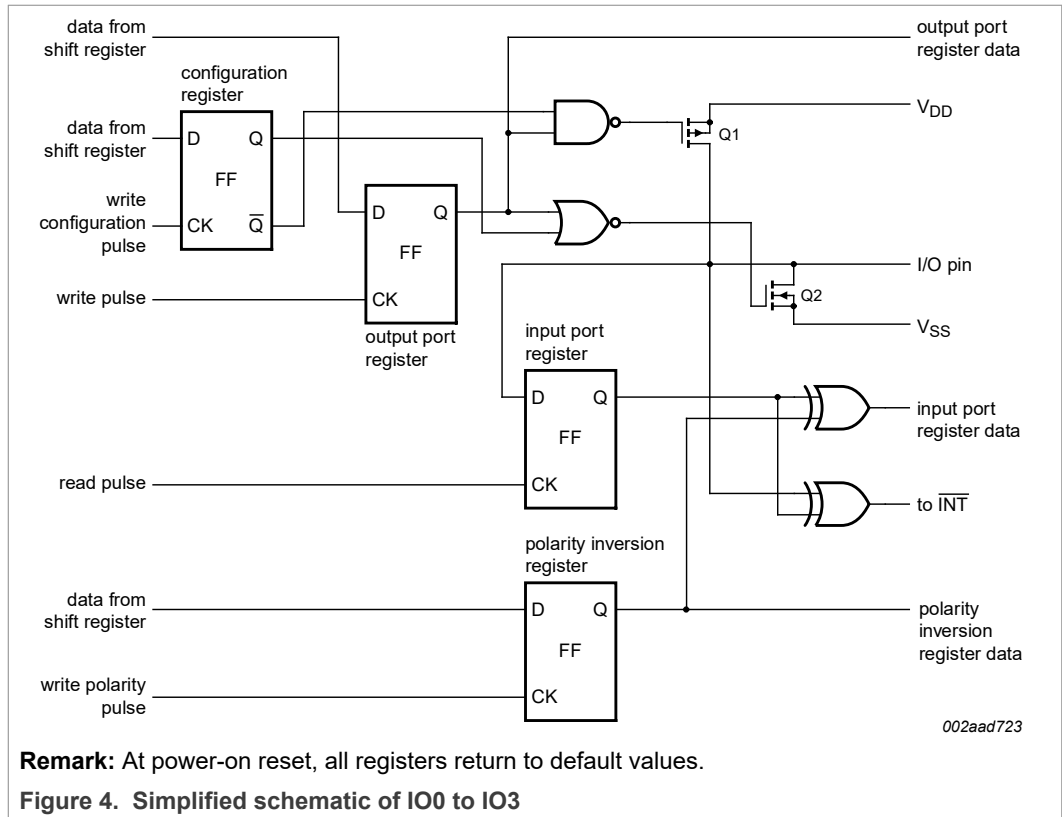 data from
shift register
output port
register data
configuration
register
V_DD
data from
shift register
D
Q
Q1
FF
write
configuration
pulse
CK
Q̅
D
Q
FF
I/O pin
Q2
write pulse
CK
V_SS
output port
register
input port
register
D
Q
input port
register data
FF
read pulse
CK
to I̅N̅T̅
polarity inversion
register
data from
shift register
D
Q
polarity
inversion
register data
FF
write polarity
pulse
CK
002aad723
Remark: At power-on reset, all registers return to default values.
Figure 4. Simplified schematic of IO0 to IO3